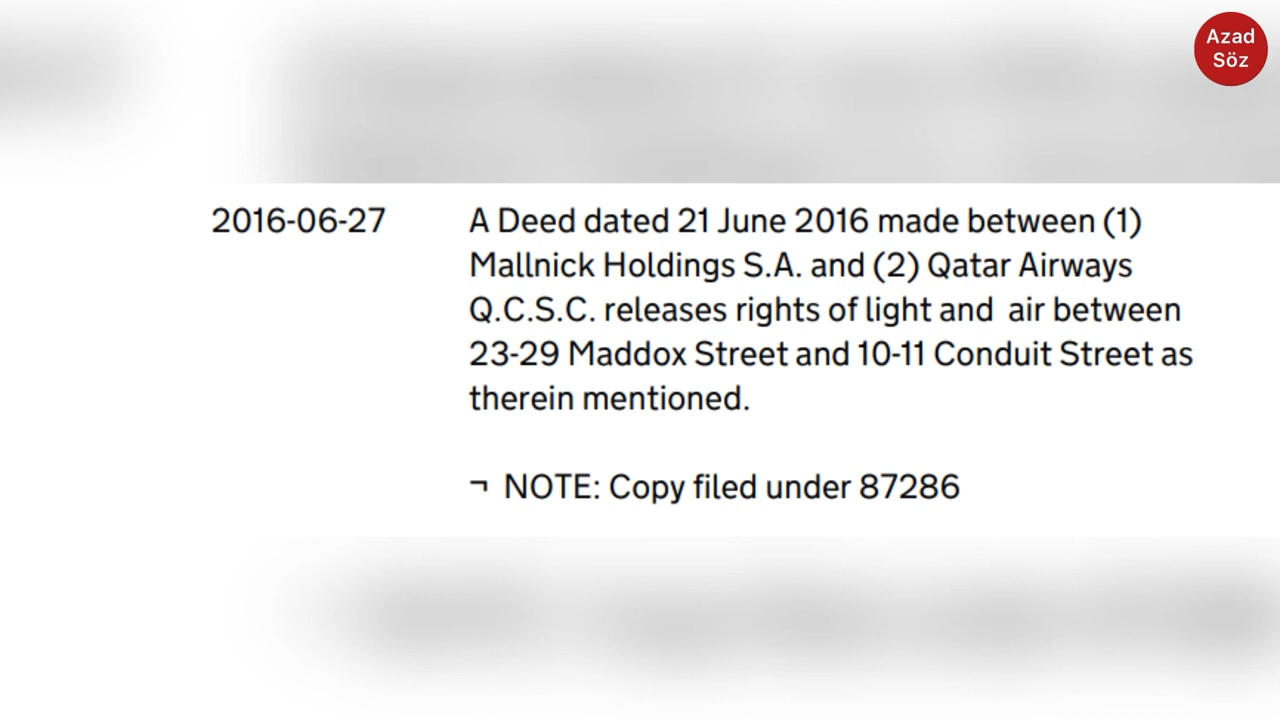 Azad
Söz
2016-06-27
A Deed dated 21 June 2016 made between (1)
Mallnick Holdings S.A. and (2) Qatar Airways
Q.C.S.C. releases rights of light and  air between
23-29 Maddox Street and 10-11 Conduit Street as
therein mentioned.
¬  NOTE: Copy filed under 87286